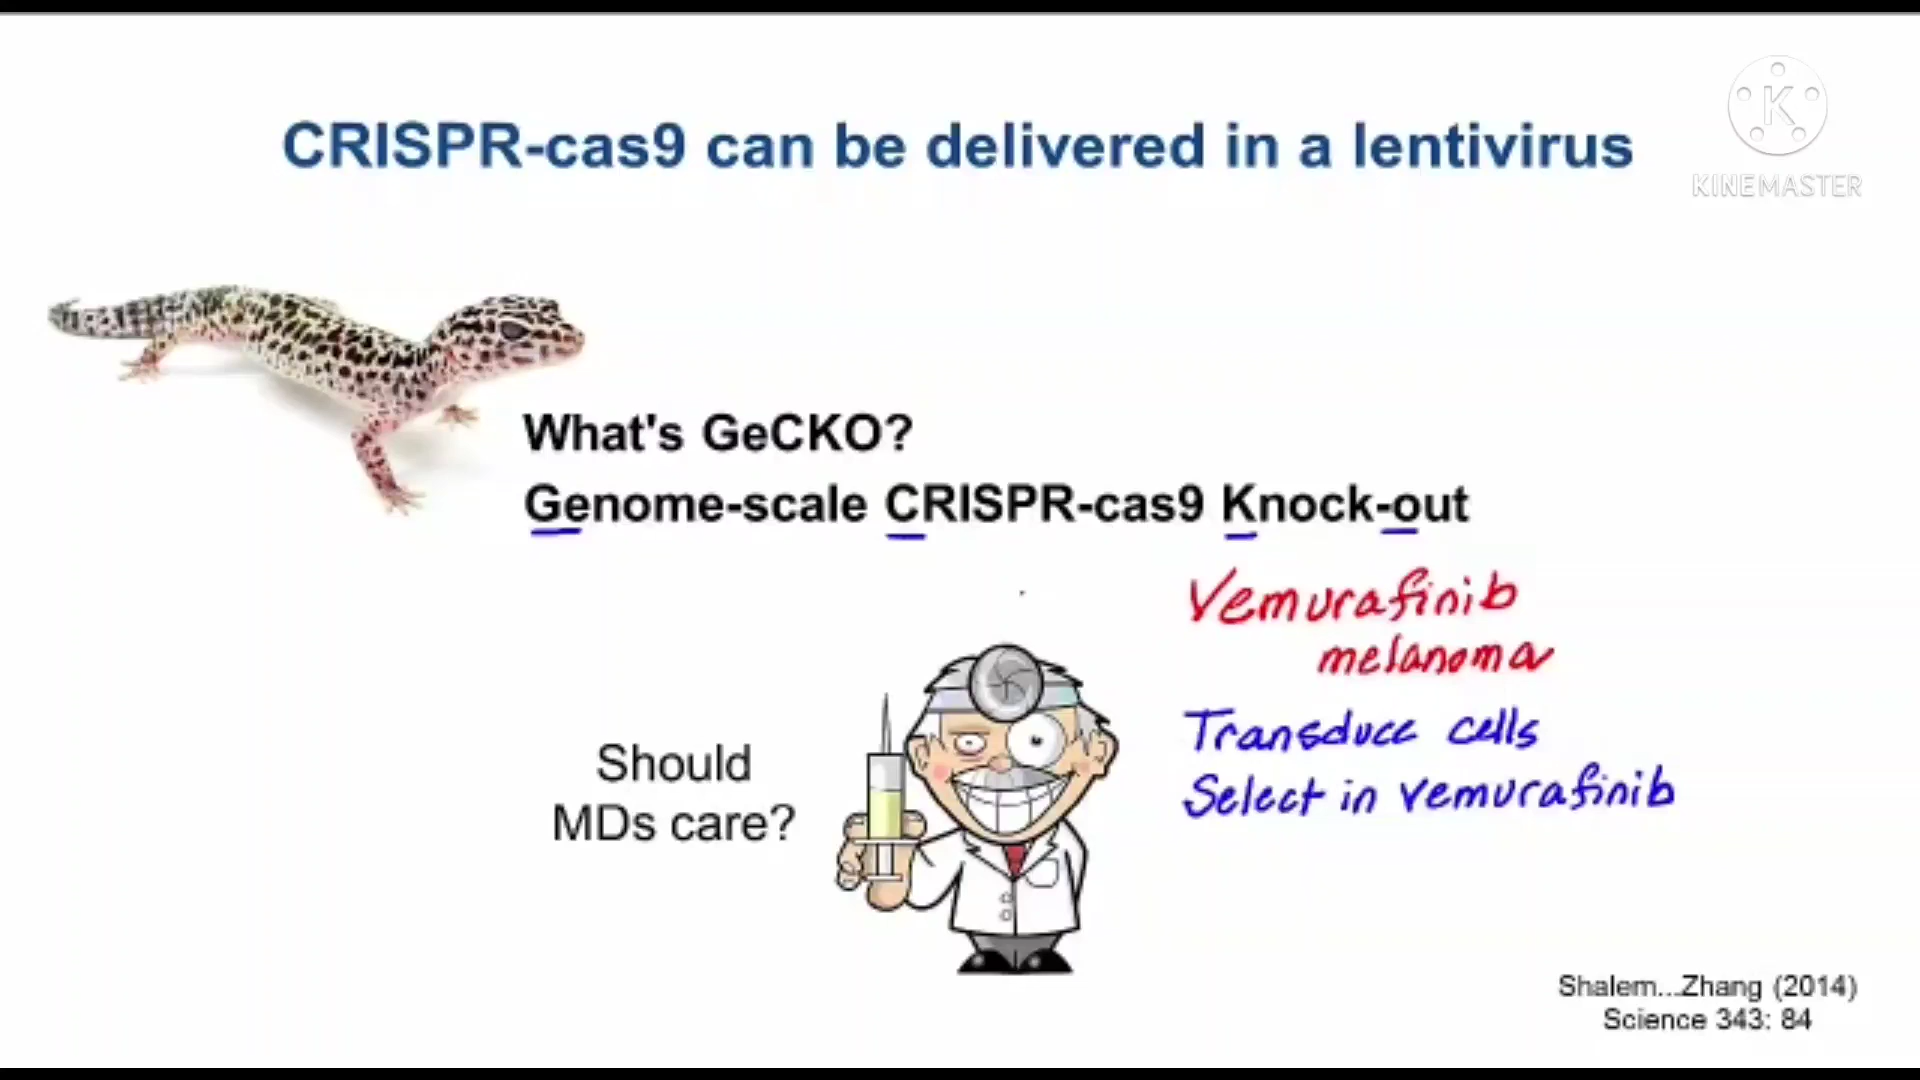 CRISPR-cas9 can be delivered in a lentivirus
K
KINEMASTER
What's GeCKO?
Genome-scale CRISPR-cas9 Knock-out
Vemurafinib
melanoma
Transduce cells
Select in vemurafinib
Should
MDs care?
Shalem...Zhang (2014)
Science 343: 84